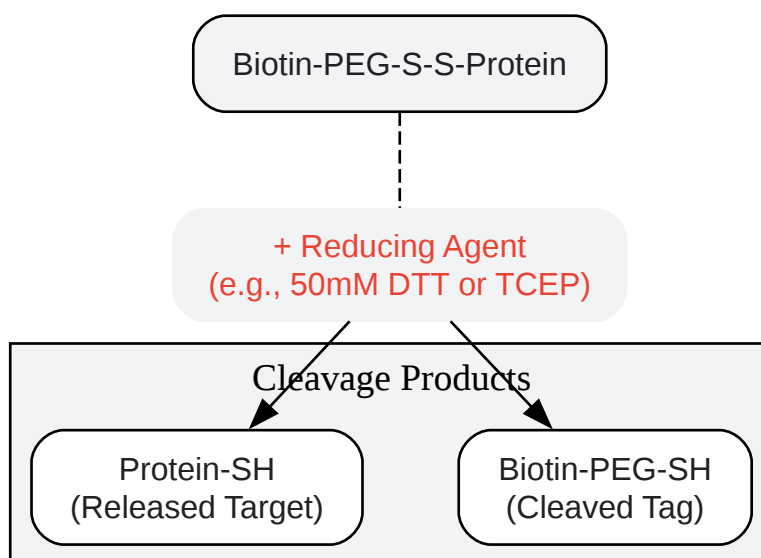 Biotin-PEG-S-S-Protein
+ Reducing Agent
(e.g., 50mM DTT or TCEP)
Cleavage Products
Protein-SH
(Released Target)
Biotin-PEG-SH
(Cleaved Tag)